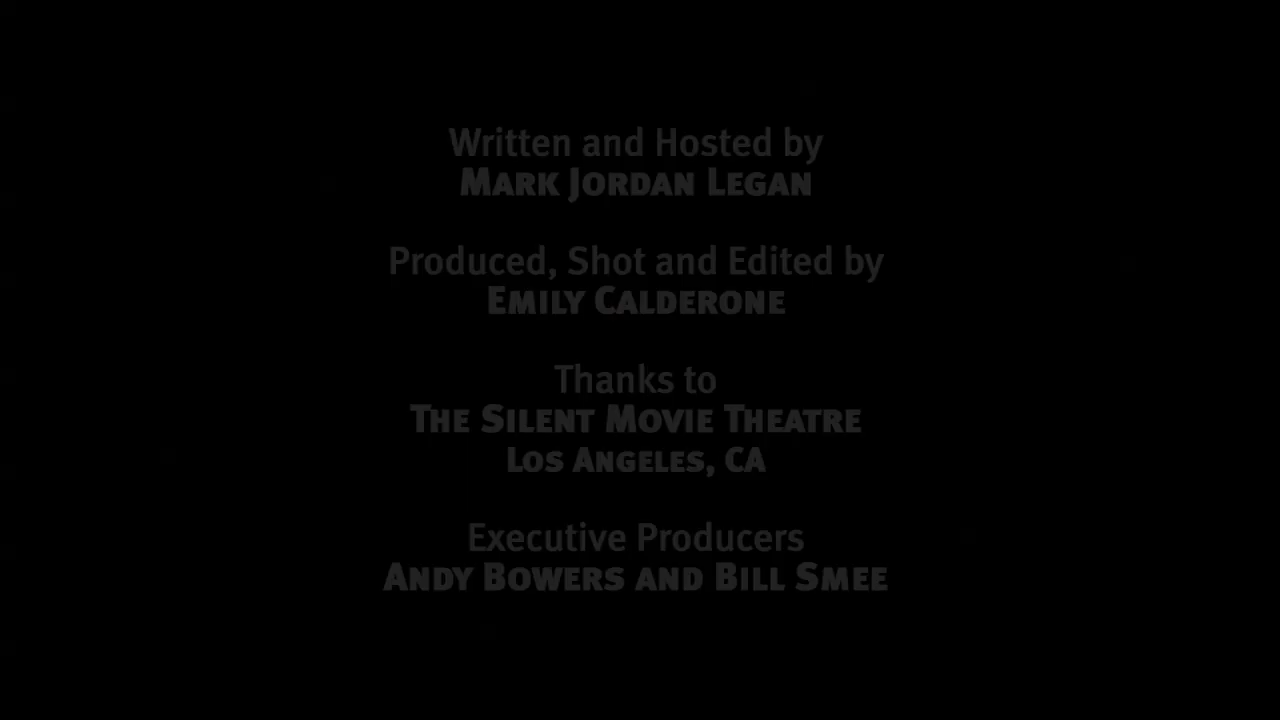 Written and Hosted by
MARK JORDAN LEGAN
Produced, Shot and Edited by
EMILY CALDERONE
Thanks to
THE SILENT MOVIE THEATRE
LOS ANGELES, CA
Executive Producers
ANDY BOWERS AND BILL SMEE